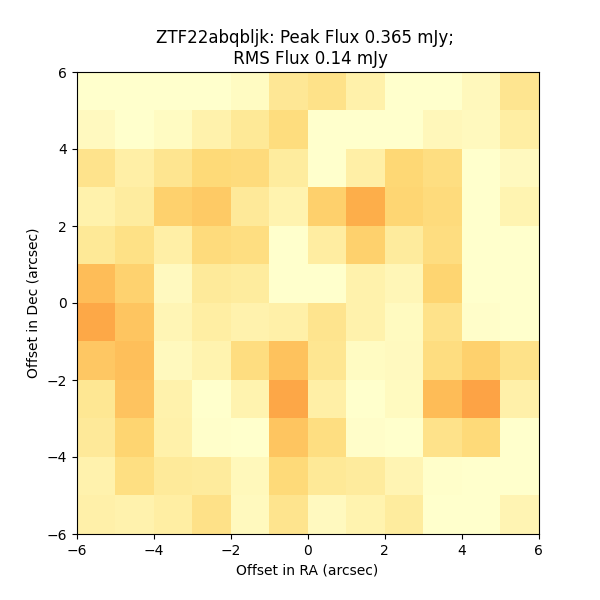 ZTF22abqbljk: Peak Flux 0.365 mJy;
RMS Flux 0.14 mJy
6
4
2
0
−2
−4
−6
Offset in Dec (arcsec)
−6 −4 −2 0 2 4 6
Offset in RA (arcsec)